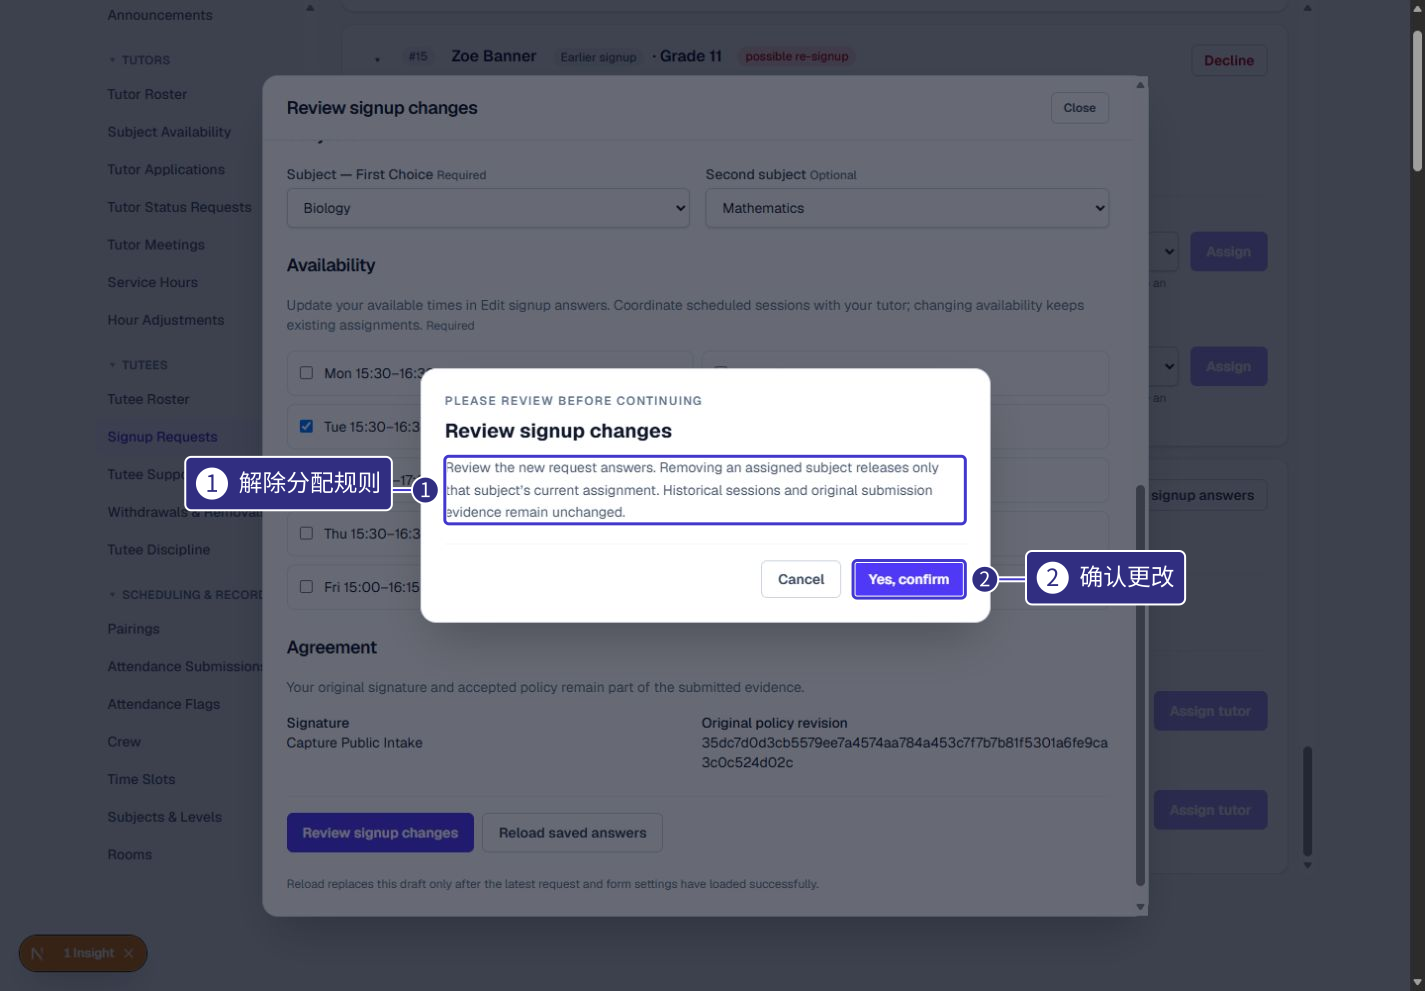 Announcements
TUTORS
Tutor Roster
Subject Availability
Tutor Applications
Tutor Status Requests
Tutor Meetings
Service Hours
Hour Adjustments
TUTEES
Tutee Roster
Signup Requests
Tutee Supp
Withdrawals & Removal
Tutee Discipline
SCHEDULING & RECORD
Pairings
Attendance Submissions
Attendance Flags
Crew
Time Slots
Subjects & Levels
Rooms
1 Insight
#15 Zoe Banner Earlier signup · Grade 11 possible re-signup
Decline
Assign
an
Assign
an
signup answers
Assign tutor
Assign tutor
Review signup changes
Close
Subject — First Choice Required
Biology
Second subject Optional
Mathematics
Availability
Update your available times in Edit signup answers. Coordinate scheduled sessions with your tutor; changing availability keeps
existing assignments. Required
Mon 15:30–16:3
Tue 15:30–16:3
Thu 15:30–16:3
Fri 15:00–16:15
PLEASE REVIEW BEFORE CONTINUING
Review signup changes
Review the new request answers. Removing an assigned subject releases only
that subject's current assignment. Historical sessions and original submission
evidence remain unchanged.
Cancel
Yes, confirm
1 解除分配规则
1
2
2 确认更改
Agreement
Your original signature and accepted policy remain part of the submitted evidence.
Signature
Capture Public Intake
Original policy revision
35dc7d0d3cb5579ee7a4574aa784a453c7f7b7b81f5301a6fe9ca
3c0c524d02c
Review signup changes
Reload saved answers
Reload replaces this draft only after the latest request and form settings have loaded successfully.